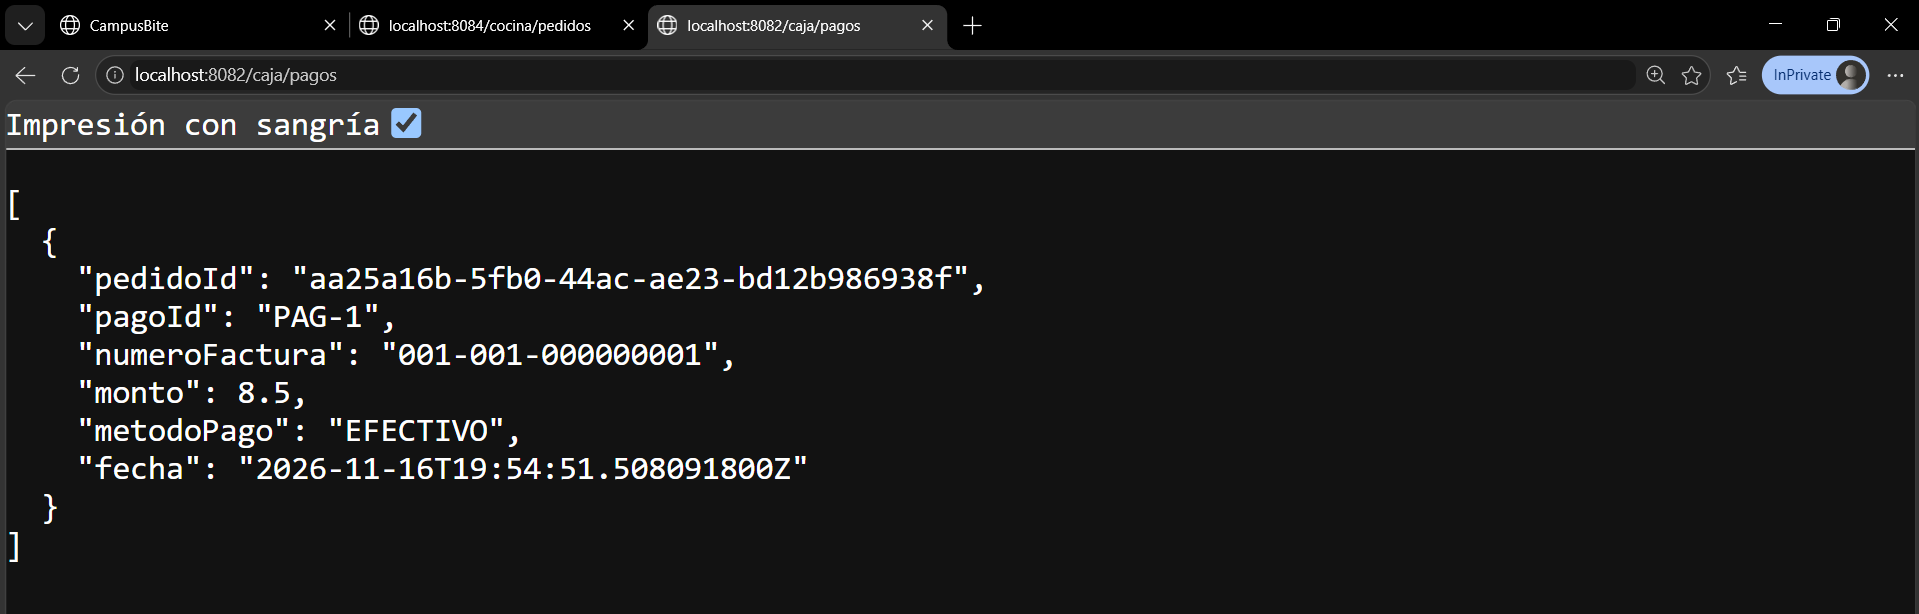 CampusBite
localhost:8084/cocina/pedidos
localhost:8082/caja/pagos
localhost:8082/caja/pagos
InPrivate
Impresión con sangría
[
  {
    "pedidoId": "aa25a16b-5fb0-44ac-ae23-bd12b986938f",
    "pagoId": "PAG-1",
    "numeroFactura": "001-001-000000001",
    "monto": 8.5,
    "metodoPago": "EFECTIVO",
    "fecha": "2026-11-16T19:54:51.508091800Z"
  }
]